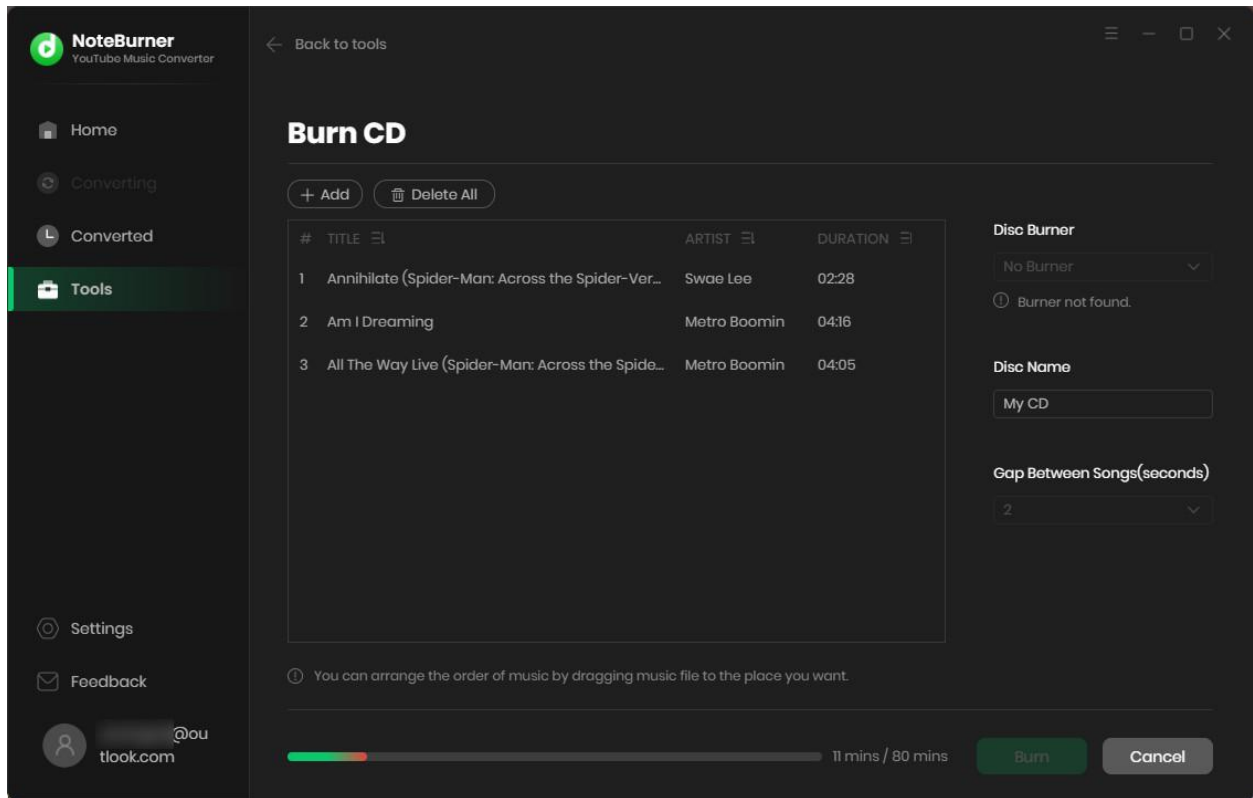 NoteBurner
YouTube Music Converter
Back to tools
Home
Converting
Converted
Tools
Settings
Feedback
@ou
tlook.com
Burn CD
+ Add
Delete All
# TITLE ARTIST DURATION
1 Annihilate (Spider-Man: Across the Spider-Ver... Swae Lee 02:28
2 Am I Dreaming Metro Boomin 04:16
3 All The Way Live (Spider-Man: Across the Spide... Metro Boomin 04:05
Disc Burner
No Burner
Burner not found.
Disc Name
My CD
Gap Between Songs(seconds)
2
You can arrange the order of music by dragging music file to the place you want.
11 mins / 80 mins
Burn
Cancel